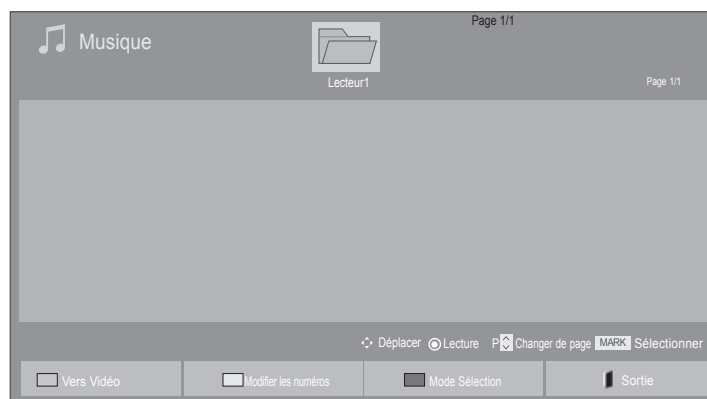 Page 1/1
Musique
Lecteur1
Page 1/1
Déplacer Lecture P Changer de page MARK Sélectionner
Vers Vidéo Modifier les numéros Mode Sélection Sortie